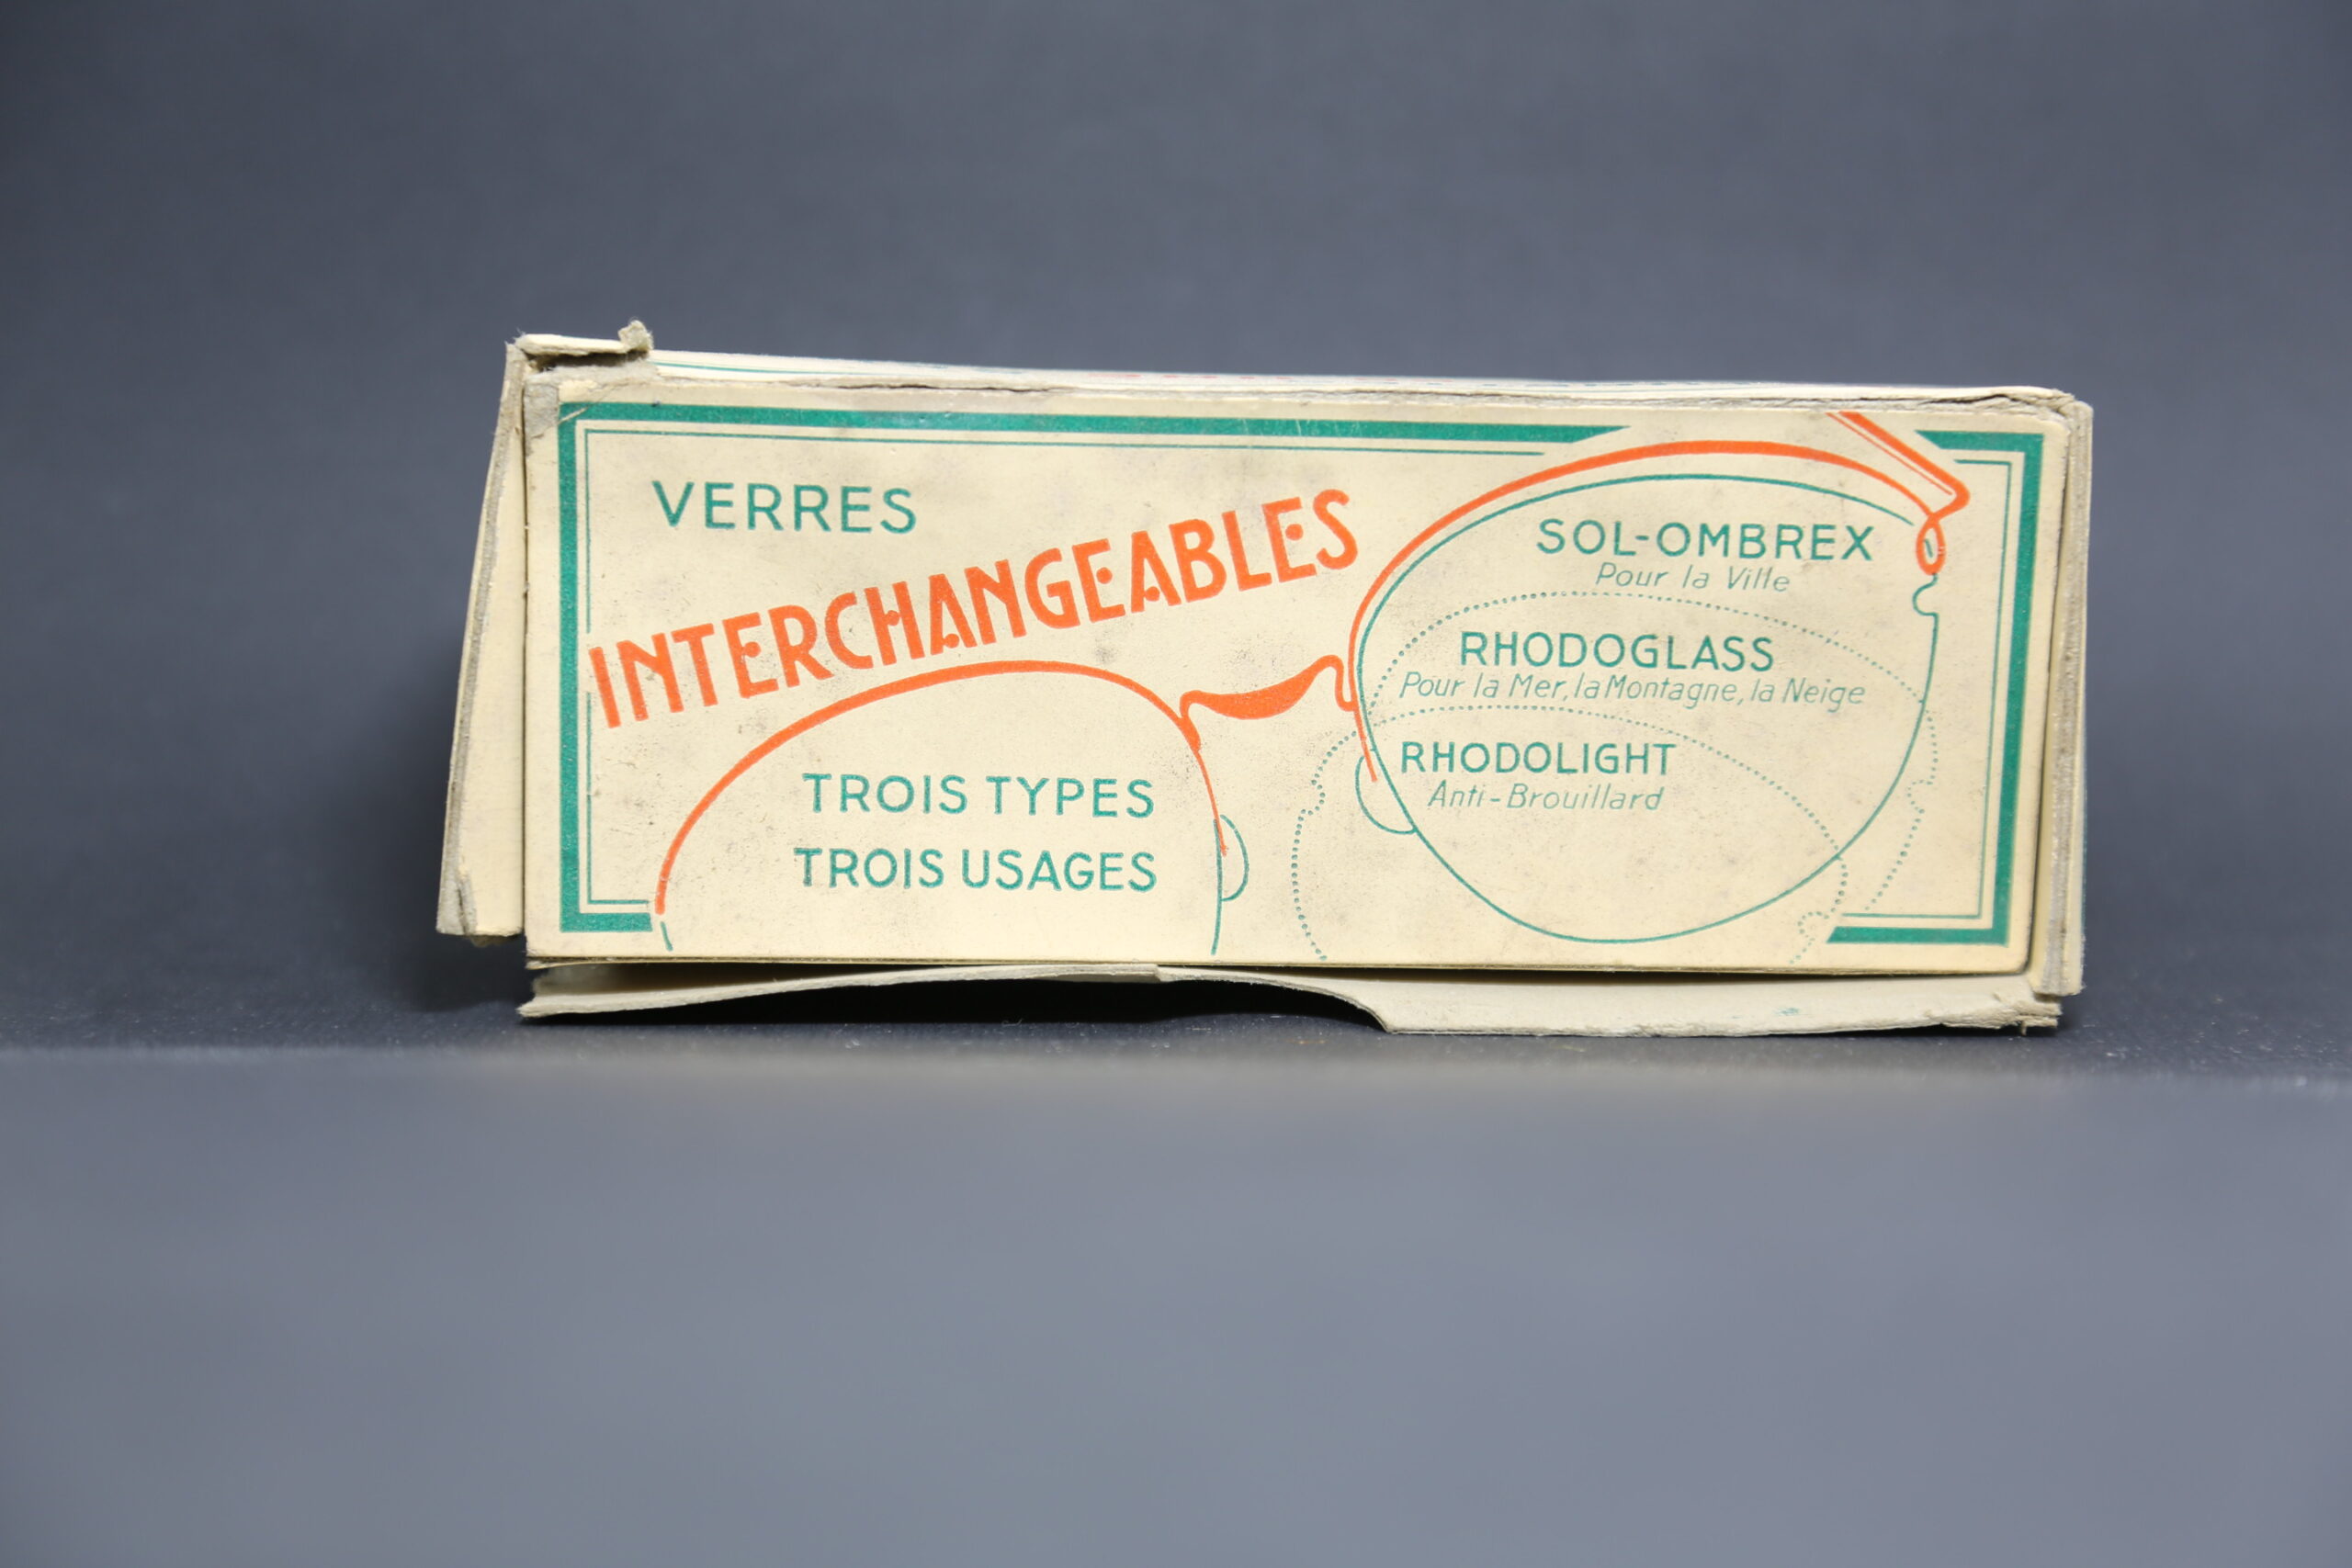 VERRES
INTERCHANGEABLES
TROIS TYPES
TROIS USAGES
SOL-OMBREX
Pour la Ville
RHODOGLASS
Pour la Mer, la Montagne, la Neige
RHODOLIGHT
Anti-Brouillard